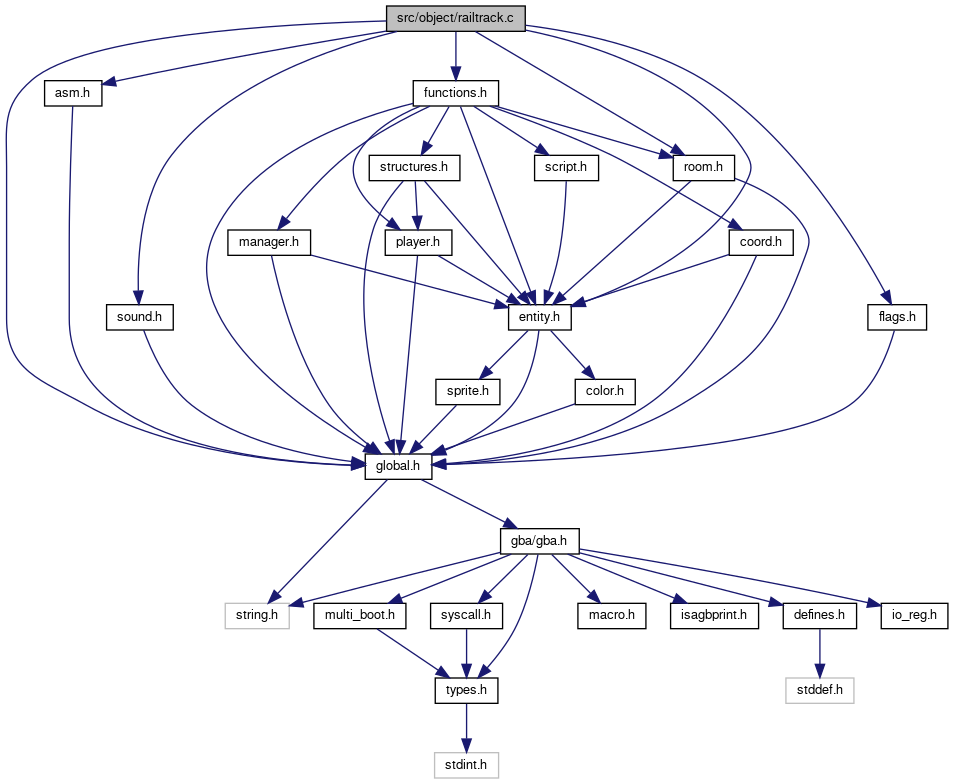 src/object/railtrack.c
asm.h
functions.h
structures.h
script.h
room.h
manager.h
player.h
coord.h
sound.h
entity.h
flags.h
sprite.h
color.h
global.h
gba/gba.h
string.h
multi_boot.h
syscall.h
macro.h
isagbprint.h
defines.h
io_reg.h
types.h
stddef.h
stdint.h